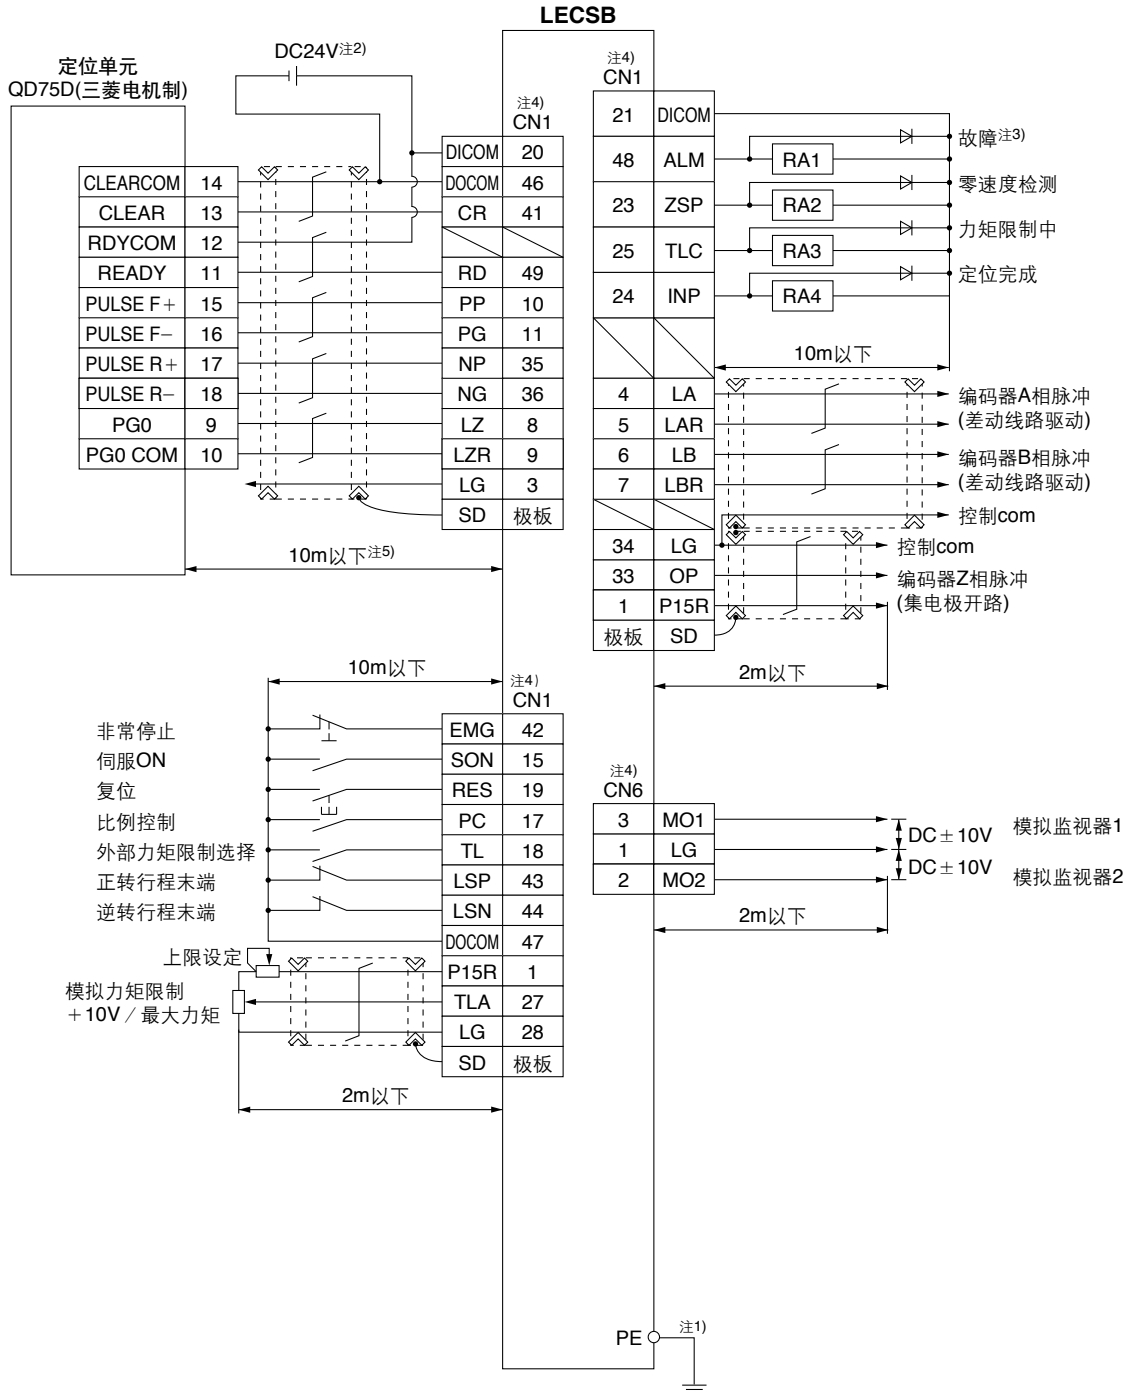 LECSB
定位单元
QD75D(三菱电机制)
DC24V注2)
注4)
CN1
DICOM 20
CLEARCOM 14 DOCOM 46
CLEAR 13 CR 41
RDYCOM 12
READY 11 RD 49
PULSE F+ 15 PP 10
PULSE F− 16 PG 11
PULSE R+ 17 NP 35
PULSE R− 18 NG 36
PG0 9 LZ 8
PG0 COM 10 LZR 9
LG 3
SD 极板
10m以下注5)
注4)
CN1
21 DICOM
48 ALM RA1 故障注3)
23 ZSP RA2 零速度检测
25 TLC RA3 力矩限制中
24 INP RA4 定位完成
10m以下
4 LA 编码器A相脉冲
5 LAR (差动线路驱动)
6 LB 编码器B相脉冲
7 LBR (差动线路驱动)
控制com
34 LG 控制com
33 OP 编码器Z相脉冲
1 P15R (集电极开路)
极板 SD
2m以下
10m以下
注4)
CN1
非常停止 EMG 42
伺服ON SON 15
复位 RES 19
比例控制 PC 17
外部力矩限制选择 TL 18
正转行程末端 LSP 43
逆转行程末端 LSN 44
DOCOM 47
上限设定 P15R 1
模拟力矩限制 TLA 27
+10V/最大力矩 LG 28
SD 极板
2m以下
注4)
CN6
3 MO1 DC±10V 模拟监视器1
1 LG
2 MO2 DC±10V 模拟监视器2
2m以下
PE 注1)